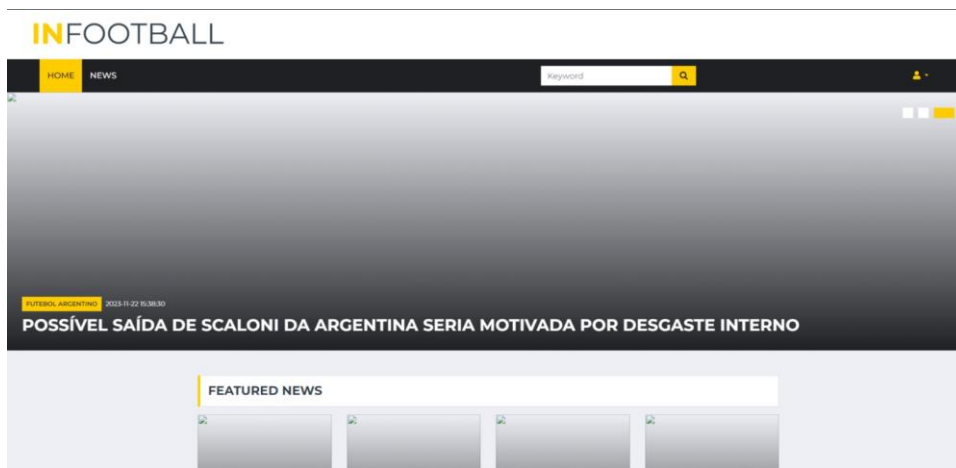 INFOOTBALL
HOME NEWS Keyword
FUTEBOL ARGENTINO 2023-11-22 15:38:30
POSSÍVEL SAÍDA DE SCALONI DA ARGENTINA SERIA MOTIVADA POR DESGASTE INTERNO
FEATURED NEWS